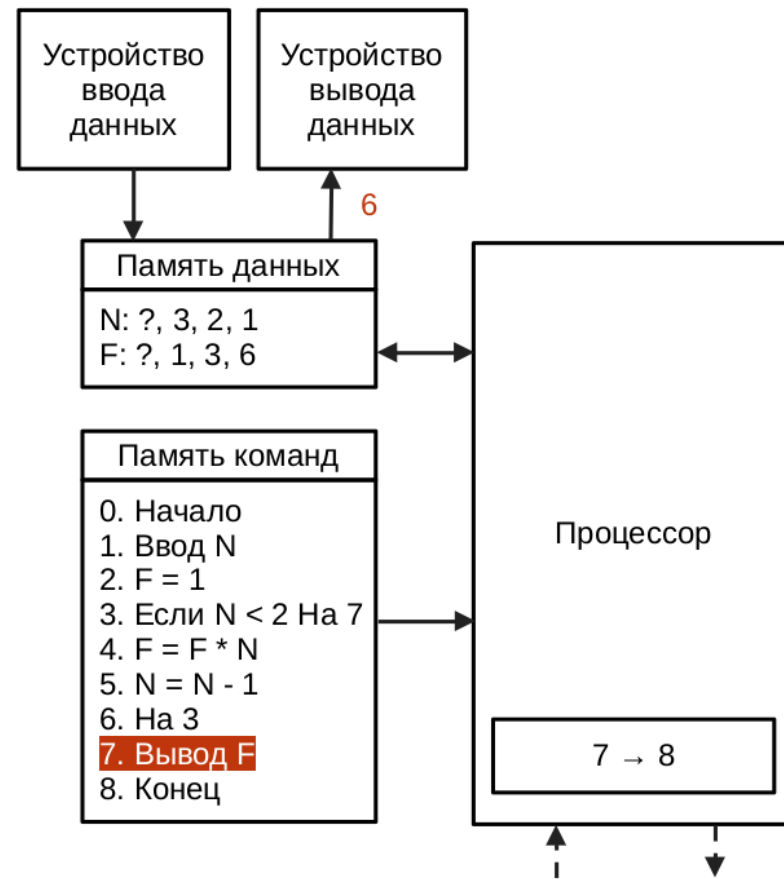 Устройство
ввода
данных
Устройство
вывода
данных
6
Память данных
N: ?, 3, 2, 1
F: ?, 1, 3, 6
Память команд
0. Начало
1. Ввод N
2. F = 1
3. Если N < 2 На 7
4. F = F * N
5. N = N - 1
6. На 3
7. Вывод F
8. Конец
Процессор
7 → 8